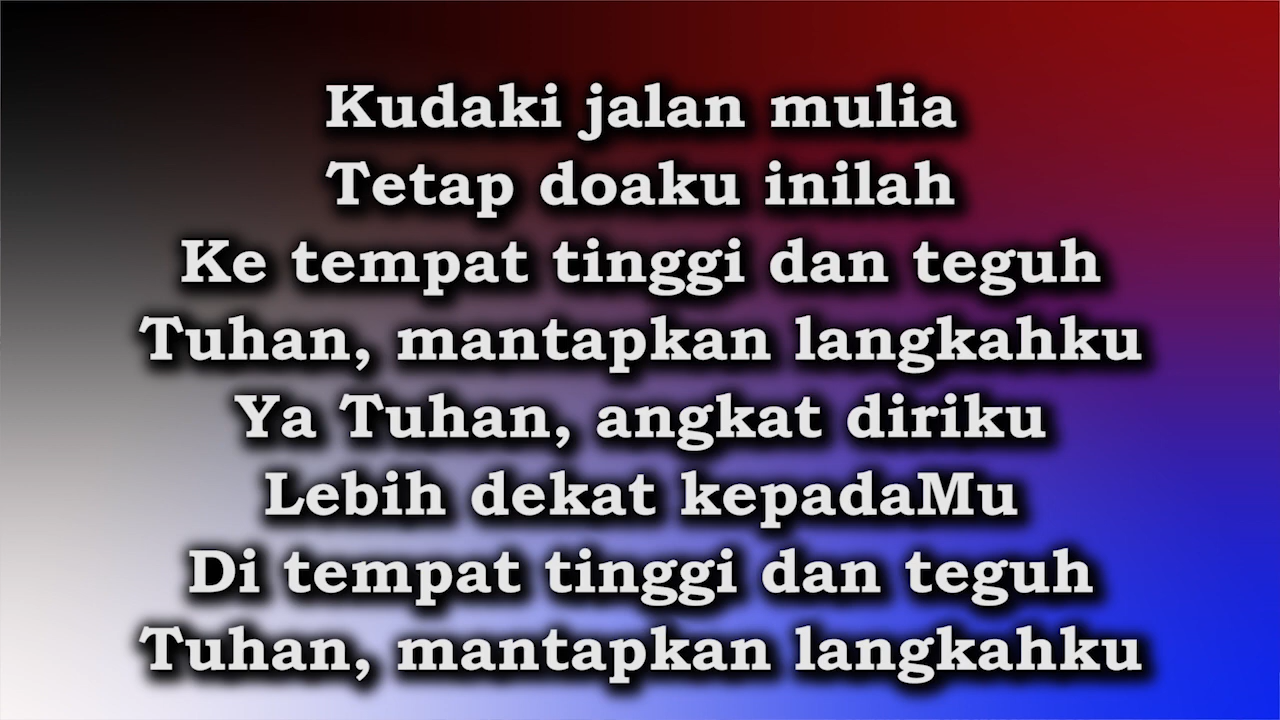 Kudaki jalan mulia
Tetap doaku inilah
Ke tempat tinggi dan teguh
Tuhan, mantapkan langkahku
Ya Tuhan, angkat diriku
Lebih dekat kepadaMu
Di tempat tinggi dan teguh
Tuhan, mantapkan langkahku